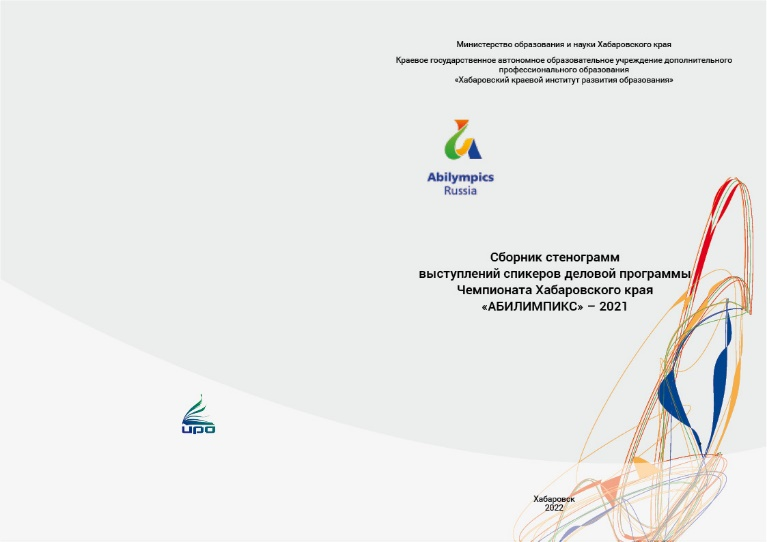 Министерство образования и науки Хабаровского края
Краевое государственное автономное образовательное учреждение дополнительного
профессионального образования
«Хабаровский краевой институт развития образования»
Abilympics
Russia
Сборник стенограмм
выступлений спикеров деловой программы
Чемпионата Хабаровского края
«АБИЛИМПИКС» – 2021
ИРО
Хабаровск
2022